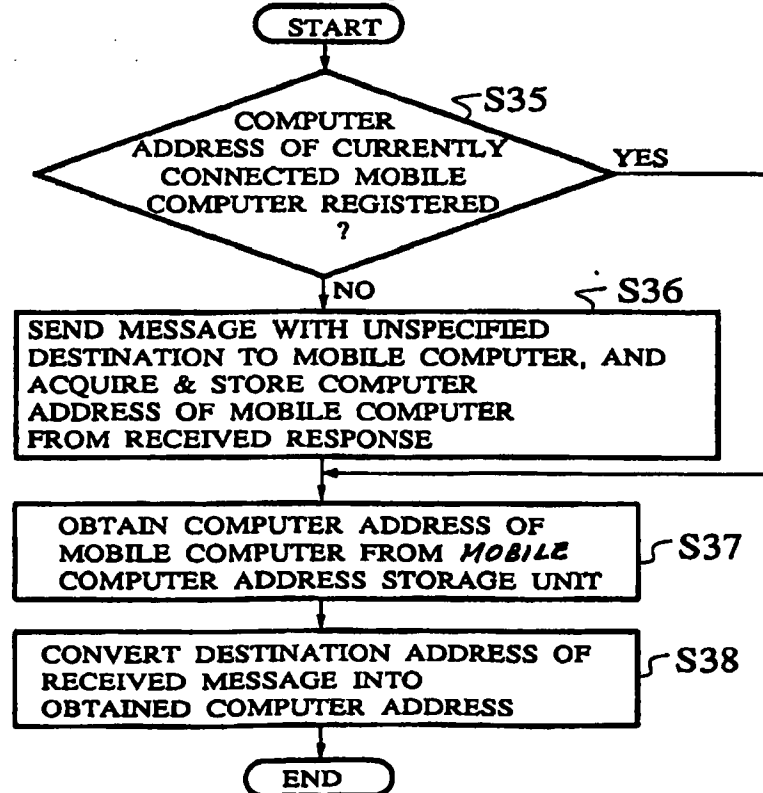 START
S35
COMPUTER
ADDRESS OF CURRENTLY
CONNECTED MOBILE
COMPUTER REGISTERED
?
YES
NO
S36
SEND MESSAGE WITH UNSPECIFIED
DESTINATION TO MOBILE COMPUTER, AND
ACQUIRE & STORE COMPUTER
ADDRESS OF MOBILE COMPUTER
FROM RECEIVED RESPONSE
OBTAIN COMPUTER ADDRESS OF
MOBILE COMPUTER FROM MOBILE
COMPUTER ADDRESS STORAGE UNIT
S37
CONVERT DESTINATION ADDRESS OF
RECEIVED MESSAGE INTO
OBTAINED COMPUTER ADDRESS
S38
END